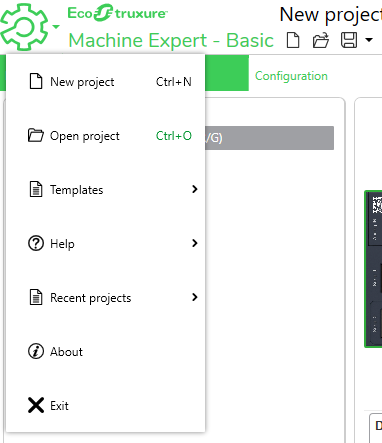 EcoStruxure
New project
Machine Expert - Basic
Configuration
New project Ctrl+N
Open project Ctrl+O
/G)
Templates
Help
Recent projects
About
Exit
D